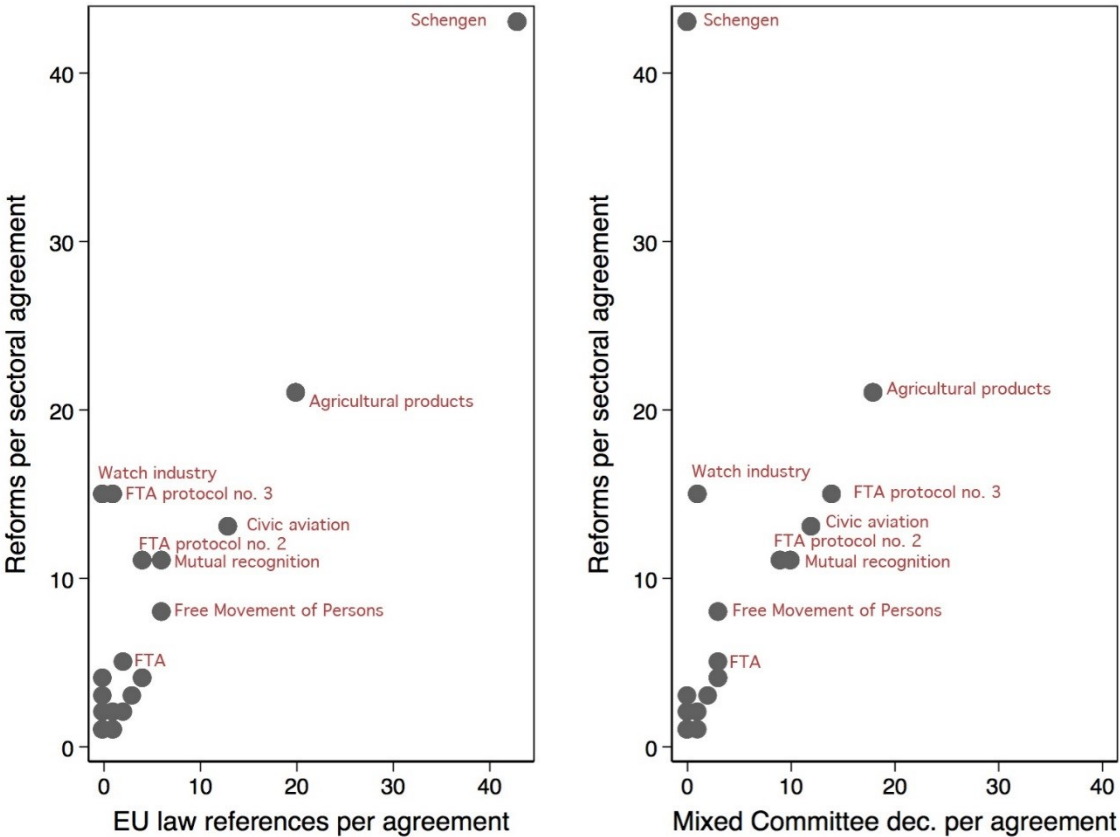 Reforms per sectoral agreement
40
30
20
10
0
Schengen
Agricultural products
Watch industry
FTA protocol no. 3
Civic aviation
FTA protocol no. 2
Mutual recognition
Free Movement of Persons
FTA
0 10 20 30 40
EU law references per agreement
Reforms per sectoral agreement
40
30
20
10
0
Schengen
Agricultural products
Watch industry
FTA protocol no. 3
Civic aviation
FTA protocol no. 2
Mutual recognition
Free Movement of Persons
FTA
0 10 20 30 40
Mixed Committee dec. per agreement